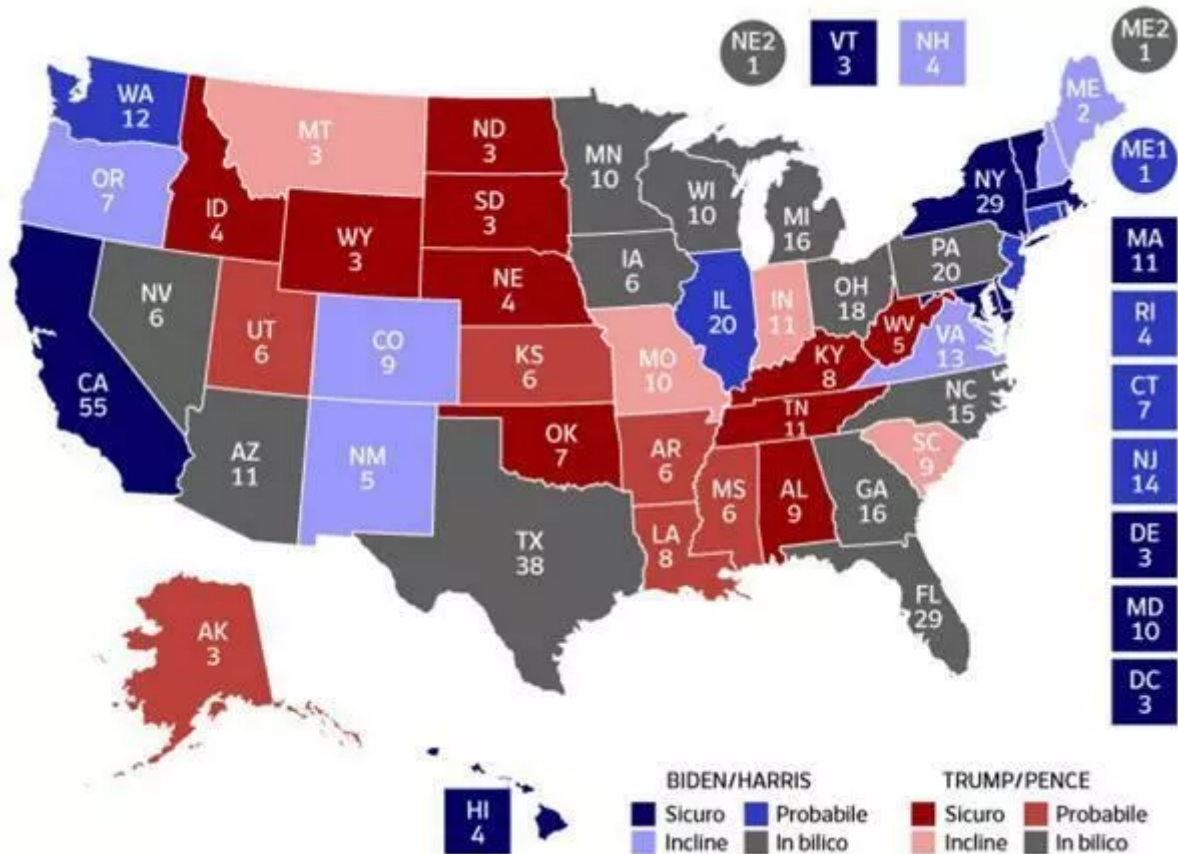 NE2
1
VT
3
NH
4
ME2
1
WA
12
MT
3
ND
3
MN
10
ME
2
OR
7
ID
4
WY
3
SD
3
WI
10
MI
16
NY
29
ME1
1
NV
6
UT
6
CO
9
NE
4
IA
6
IL
20
IN
11
OH
18
PA
20
MA
11
CA
55
AZ
11
NM
5
KS
6
MO
10
KY
8
WV
5
VA
13
RI
4
OK
7
AR
6
TN
11
NC
15
CT
7
TX
38
LA
8
MS
6
AL
9
GA
16
SC
9
NJ
14
FL
29
DE
3
AK
3
MD
10
DC
3
HI
4
BIDEN/HARRIS
Sicuro
Probabile
Incline
In bilico
TRUMP/PENCE
Sicuro
Probabile
Incline
In bilico